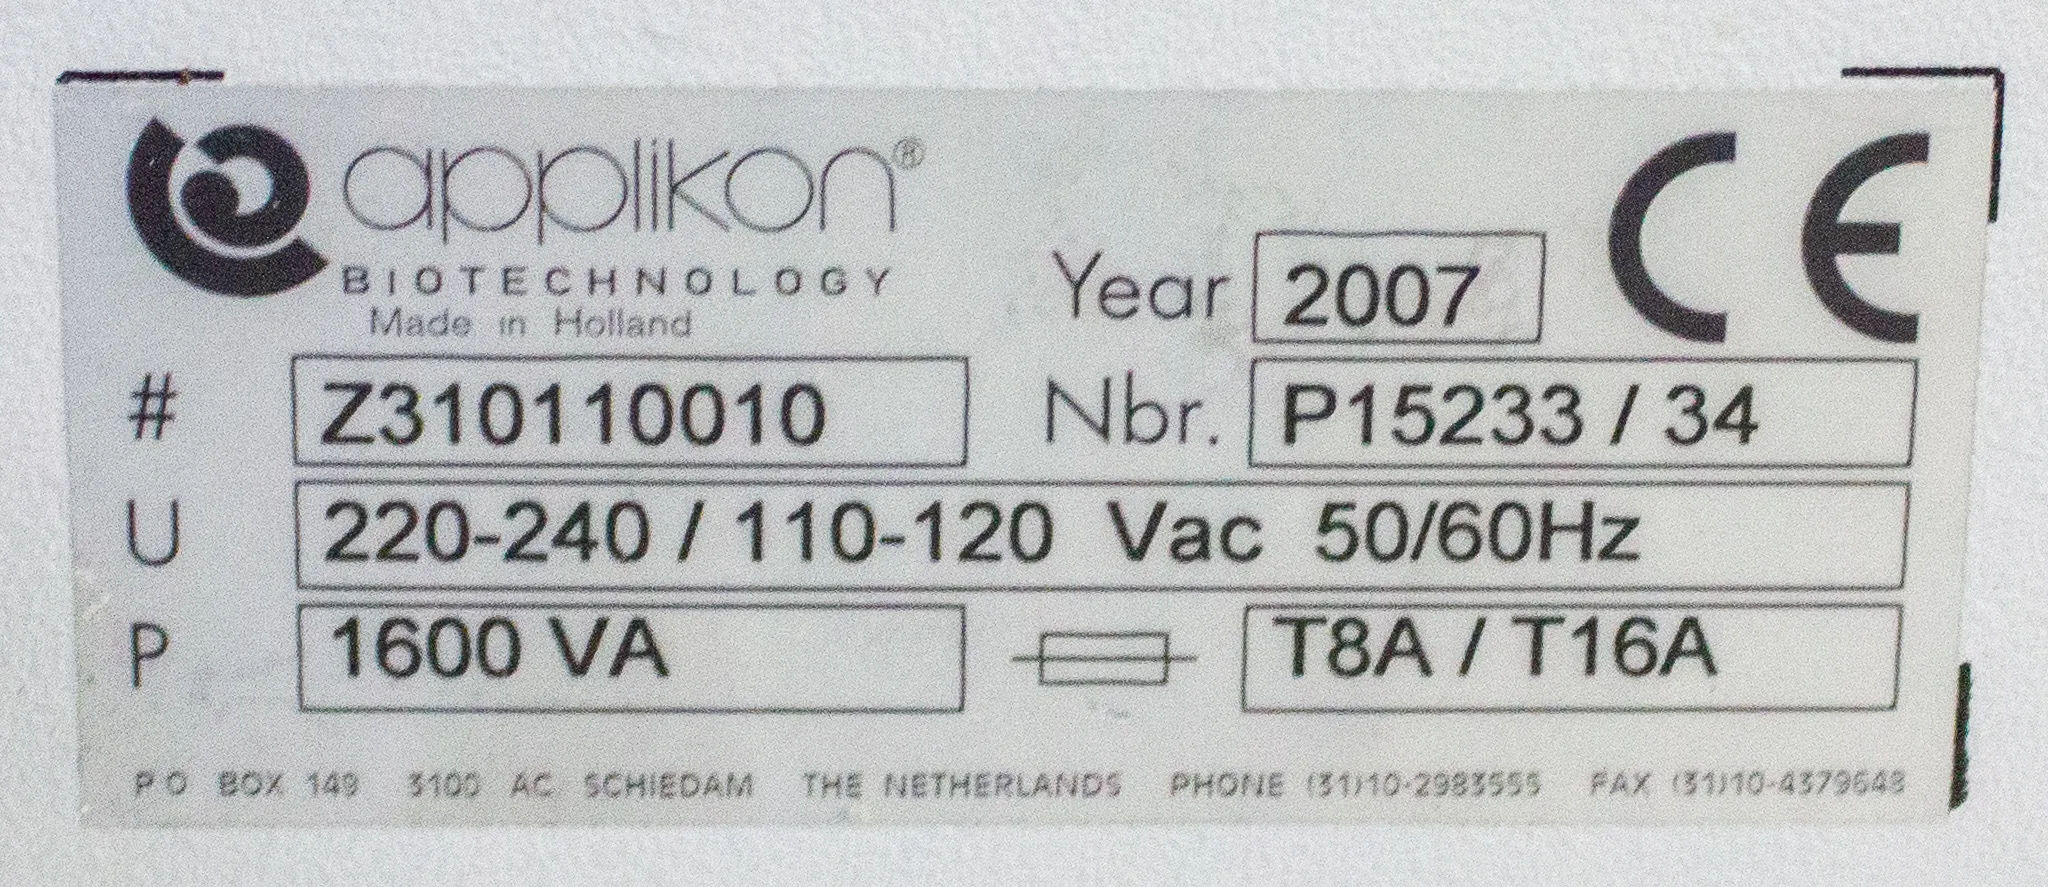 applikon®
BIOTECHNOLOGY
Made in Holland
Year 2007
CE
# Z310110010 Nbr. P15233 / 34
U 220-240 / 110-120 Vac 50/60Hz
P 1600 VA T8A / T16A
P O BOX 149 3100 AC SCHIEDAM THE NETHERLANDS PHONE (31)10-2983555 FAX (31)10-4379648